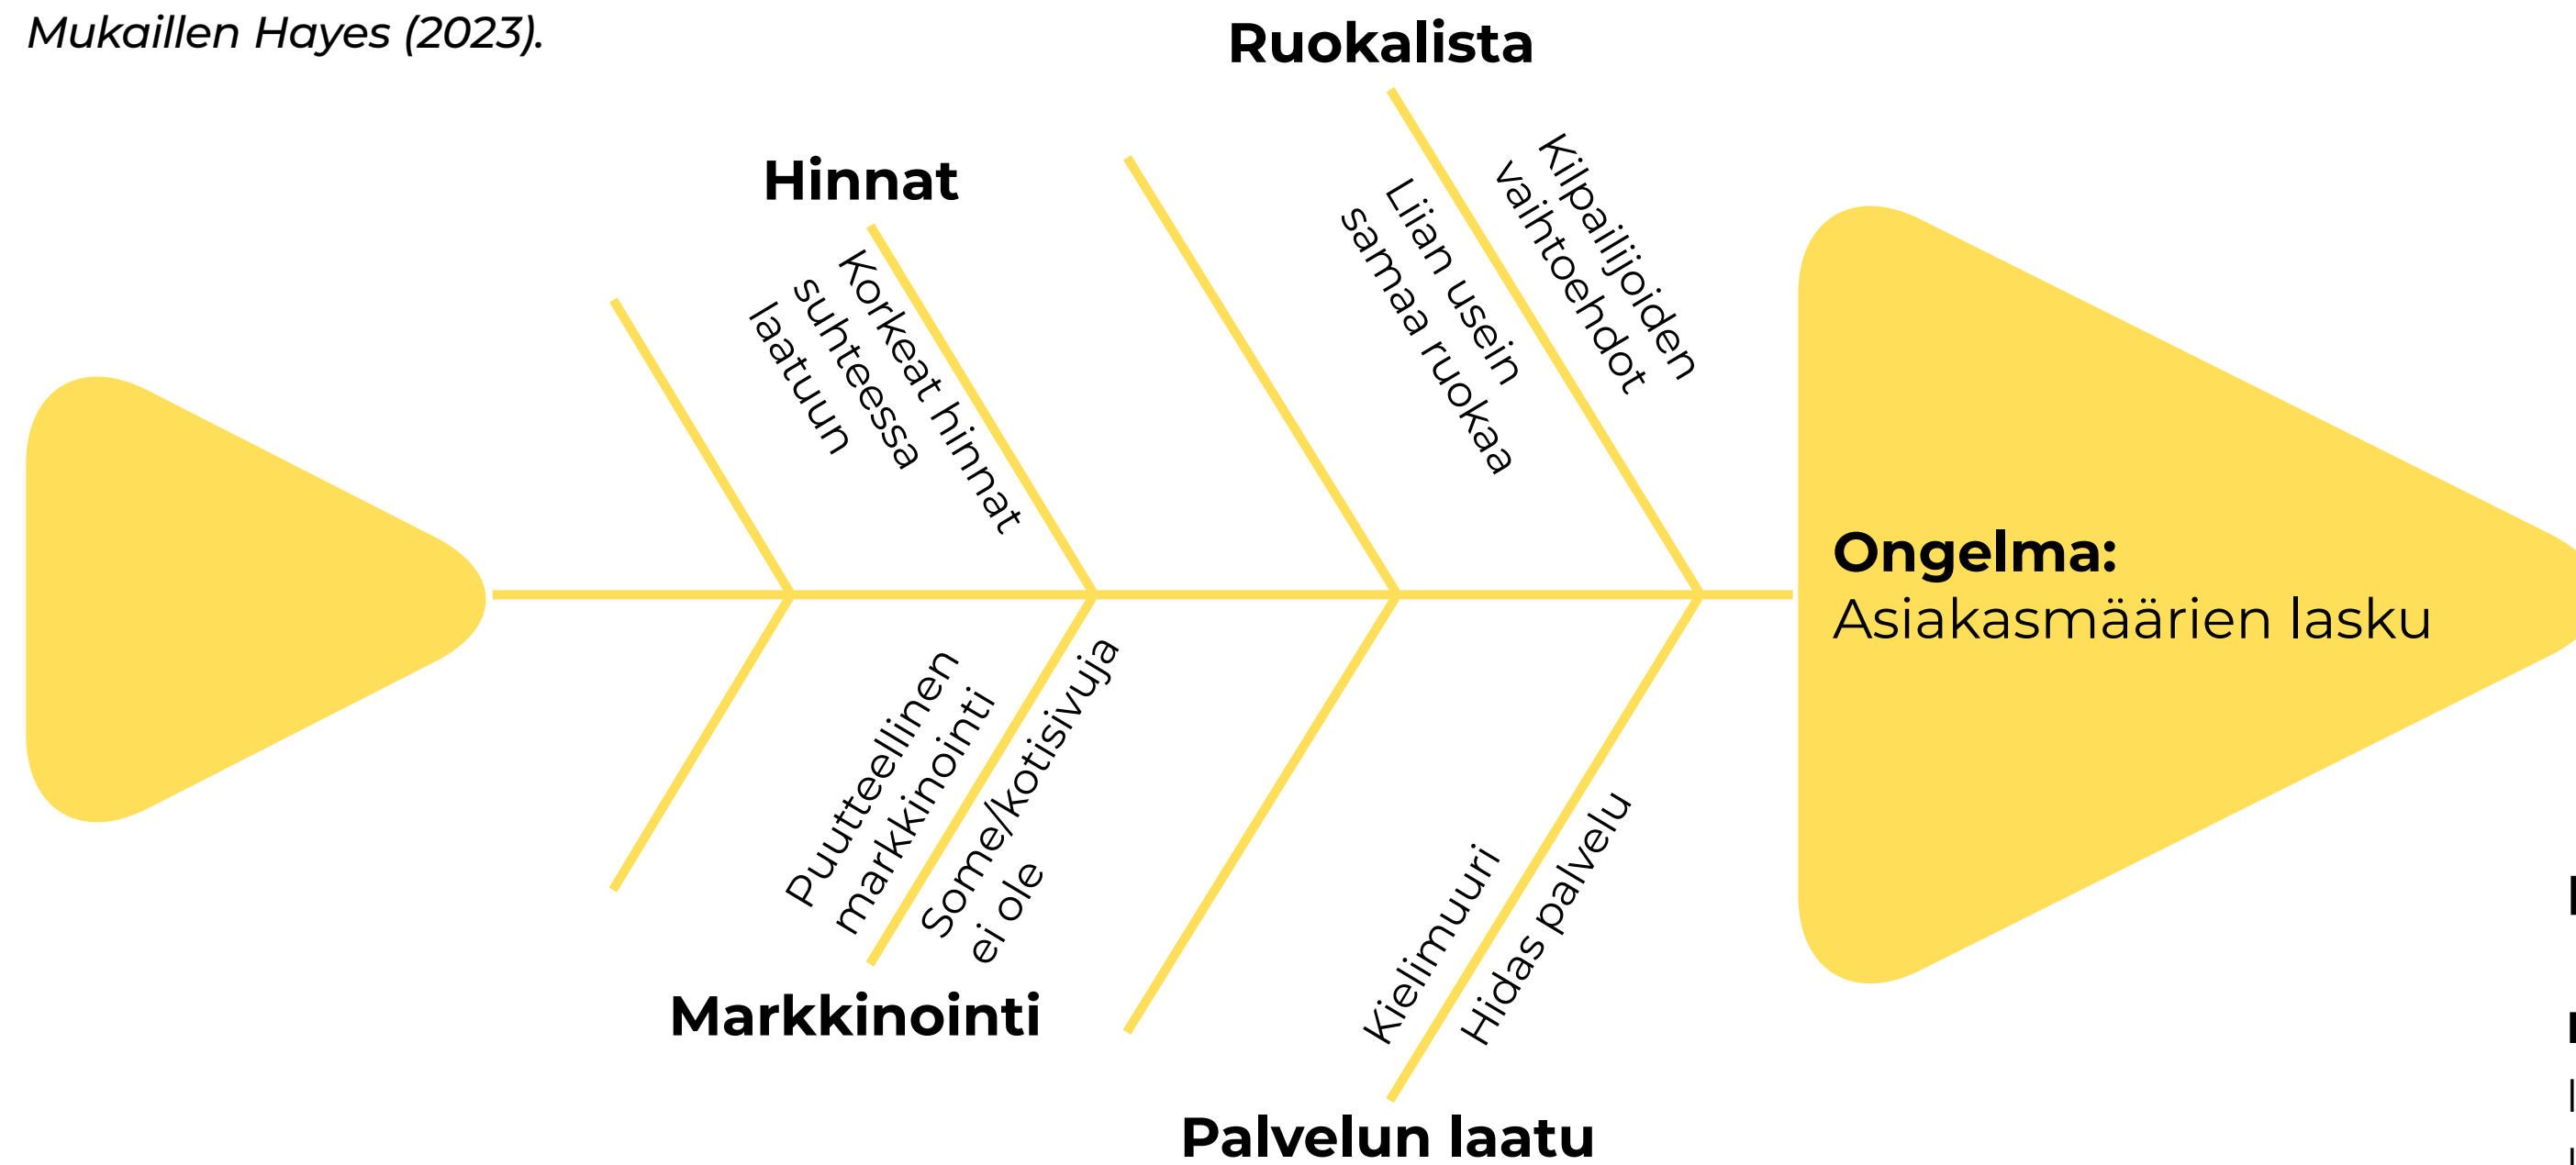 Mukaillen Hayes (2023).
Ruokalista
Hinnat
Kilpailijoiden
vaihtoehdot
Liian usein
samaa ruokaa
Korkeat hinnat
suhteessa
laatuun
Ongelma:
Asiakasmäärien lasku
Puutteellinen
markkinointi
Some/kotisivuja
ei ole
Kielimuuri
Hidas palvelu
Markkinointi
Palvelun laatu